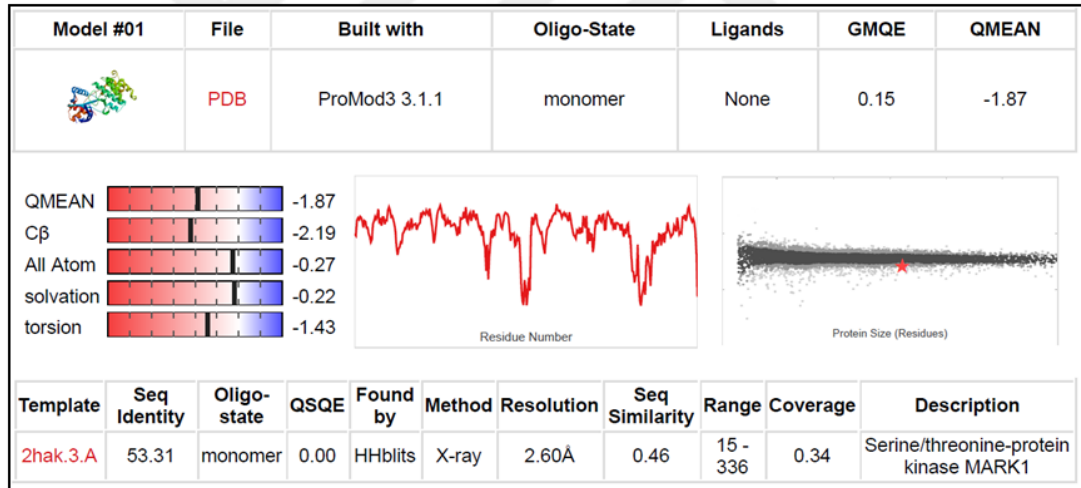 Model #01 File Built with Oligo-State Ligands GMQE QMEAN
PDB ProMod3 3.1.1 monomer None 0.15 -1.87
QMEAN -1.87
Cβ -2.19
All Atom -0.27
solvation -0.22
torsion -1.43
Residue Number
Protein Size (Residues)
Template Seq Identity Oligo-state QSQE Found by Method Resolution Seq Similarity Range Coverage Description
2hak.3.A 53.31 monomer 0.00 HHblits X-ray 2.60Å 0.46 15 - 336 0.34 Serine/threonine-protein kinase MARK1